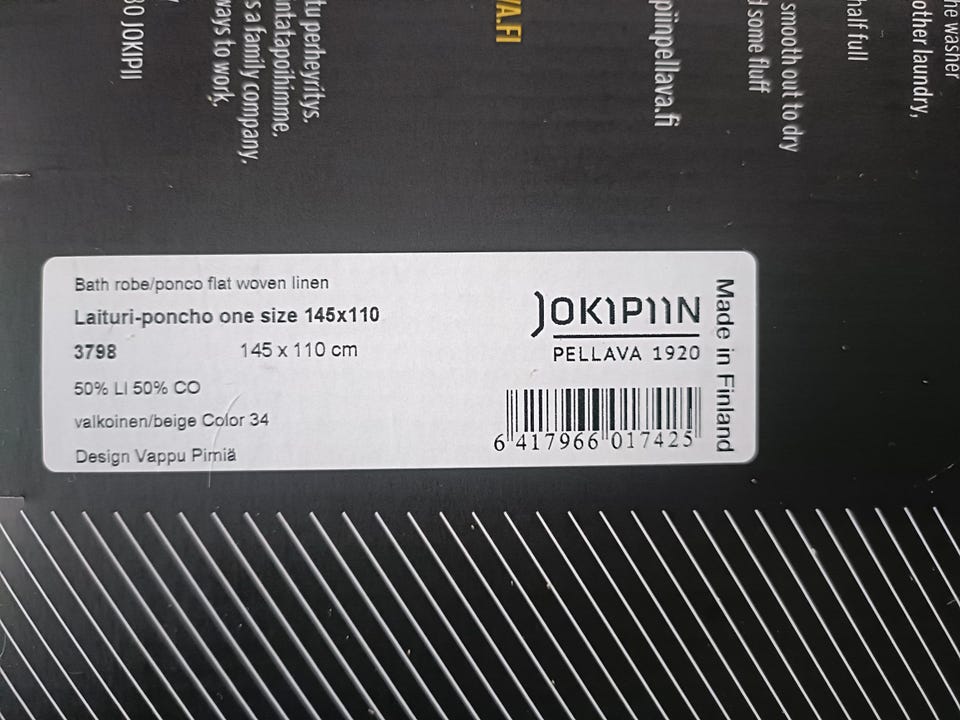 he washer
other laundry,
half full
smooth out to dry
d some fluff
piinpellava.fi
VA.FI
tu perheyritys.
ntatapoihimme,
s a family company,
ways to work,
30 JOKIPII
Bath robe/ponco flat woven linen
Laituri-poncho one size 145x110
3798 145 x 110 cm
50% LI 50% CO
valkoinen/beige Color 34
Design Vappu Pimiä
JOKIPIIN
PELLAVA 1920
6 417966 017425
Made in Finland